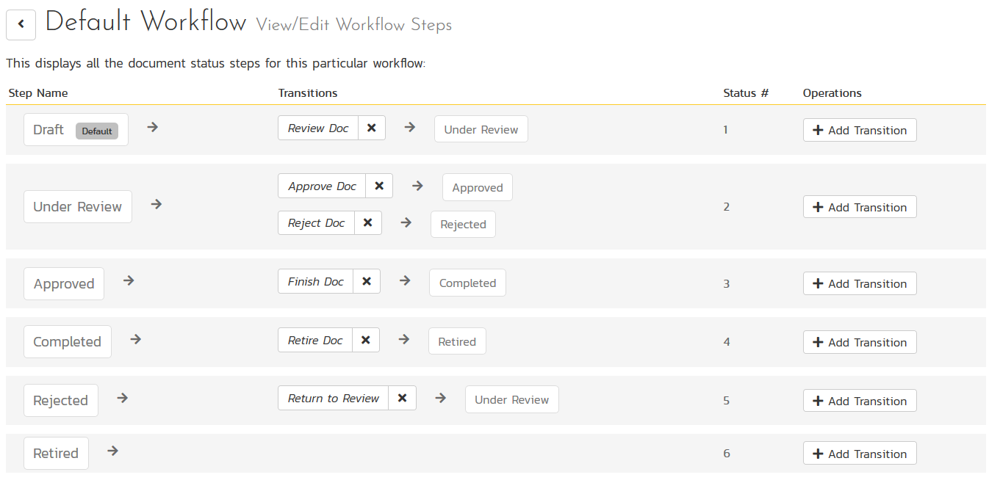 Default Workflow View/Edit Workflow Steps
This displays all the document status steps for this particular workflow:
Step Name Transitions Status # Operations
Draft Default Review Doc Under Review 1 Add Transition
Approve Doc Approved
Under Review 2 Add Transition
Reject Doc Rejected
Approved Finish Doc Completed 3 Add Transition
Completed Retire Doc Retired 4 Add Transition
Rejected Return to Review Under Review 5 Add Transition
Retired 6 Add Transition